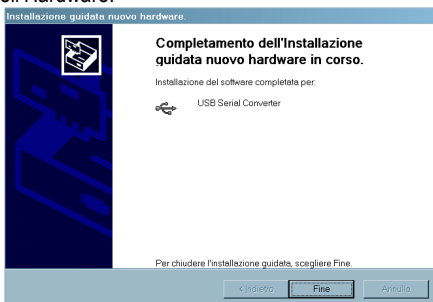 Installazione guidata nuovo hardware.
Completamento dell'Installazione
guidata nuovo hardware in corso.
Installazione del software completata per:
USB Serial Converter
Per chiudere l'installazione guidata, scegliere Fine.
< Indietro Fine Annulla